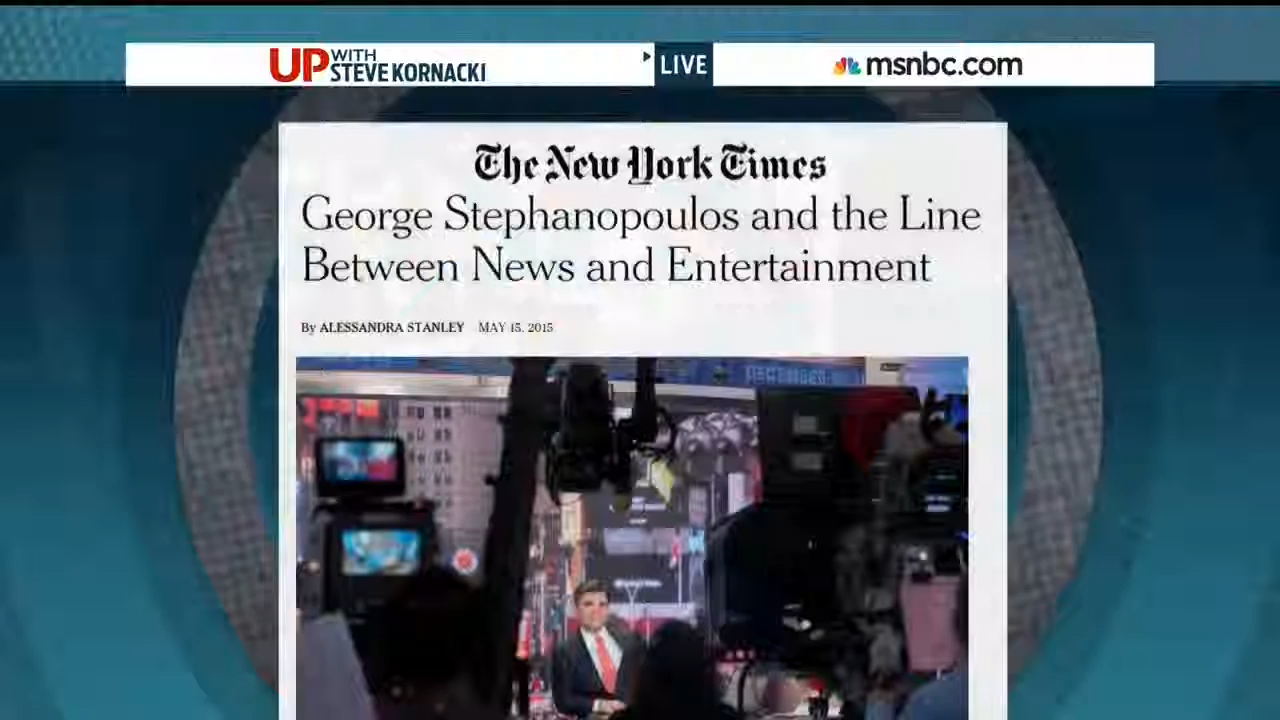 UP WITH
STEVE KORNACKI
LIVE
msnbc.com
The New York Times
George Stephanopoulos and the Line
Between News and Entertainment
By ALESSANDRA STANLEY MAY 15, 2015